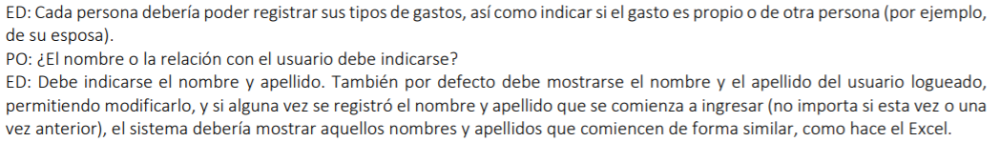 ED: Cada persona debería poder registrar sus tipos de gastos, así como indicar si el gasto es propio o de otra persona (por ejemplo,
de su esposa).
PO: ¿El nombre o la relación con el usuario debe indicarse?
ED: Debe indicarse el nombre y apellido. También por defecto debe mostrarse el nombre y el apellido del usuario logueado,
permitiendo modificarlo, y si alguna vez se registró el nombre y apellido que se comienza a ingresar (no importa si esta vez o una
vez anterior), el sistema debería mostrar aquellos nombres y apellidos que comiencen de forma similar, como hace el Excel.